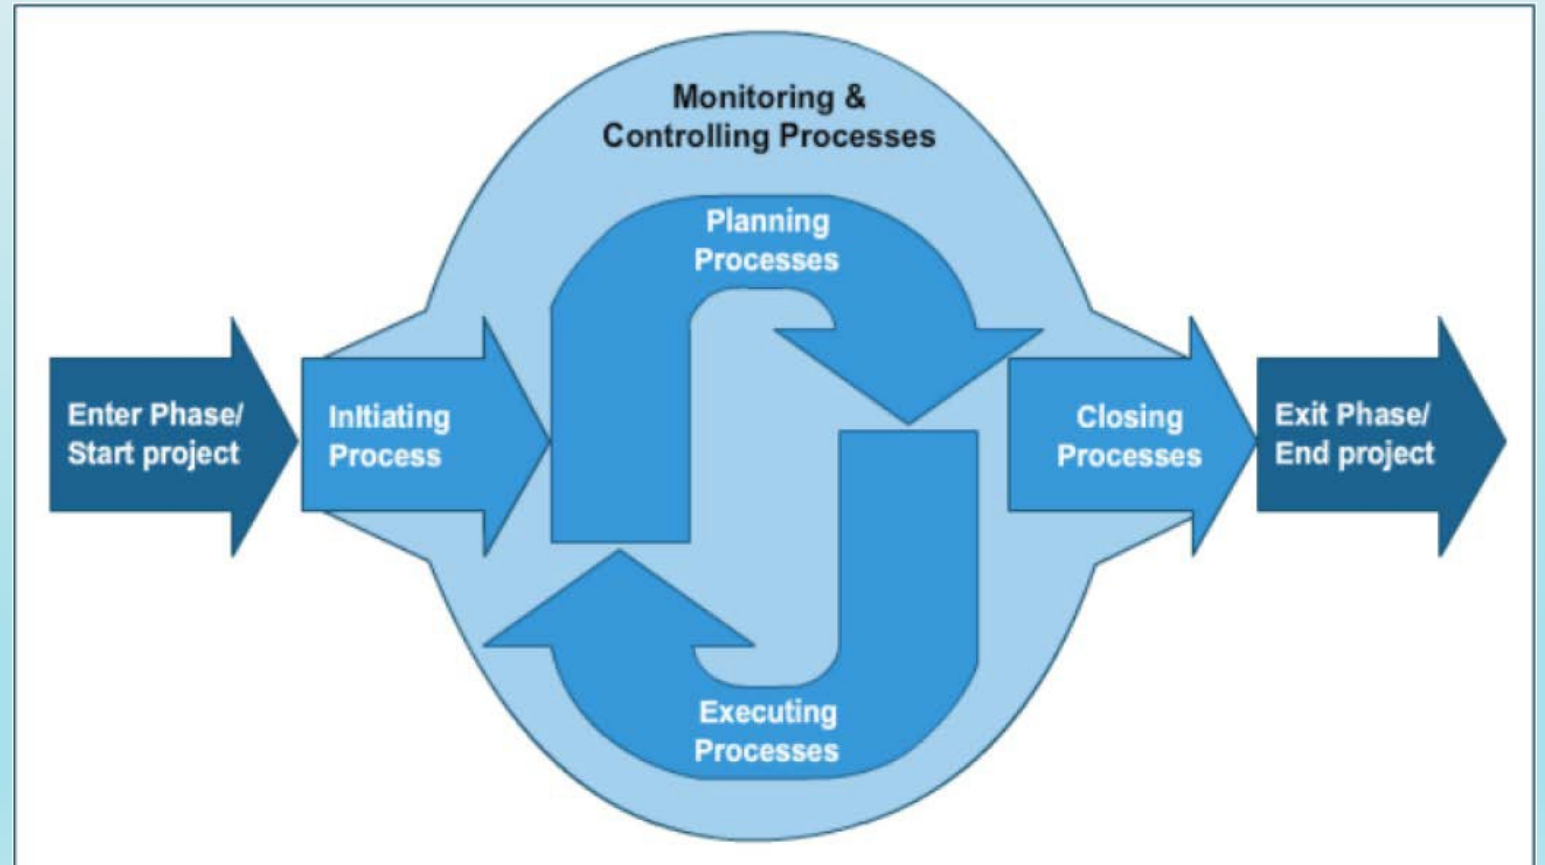 Monitoring &
Controlling Processes
Planning
Processes
Enter Phase/
Start project
Initiating
Process
Closing
Processes
Exit Phase/
End project
Executing
Processes